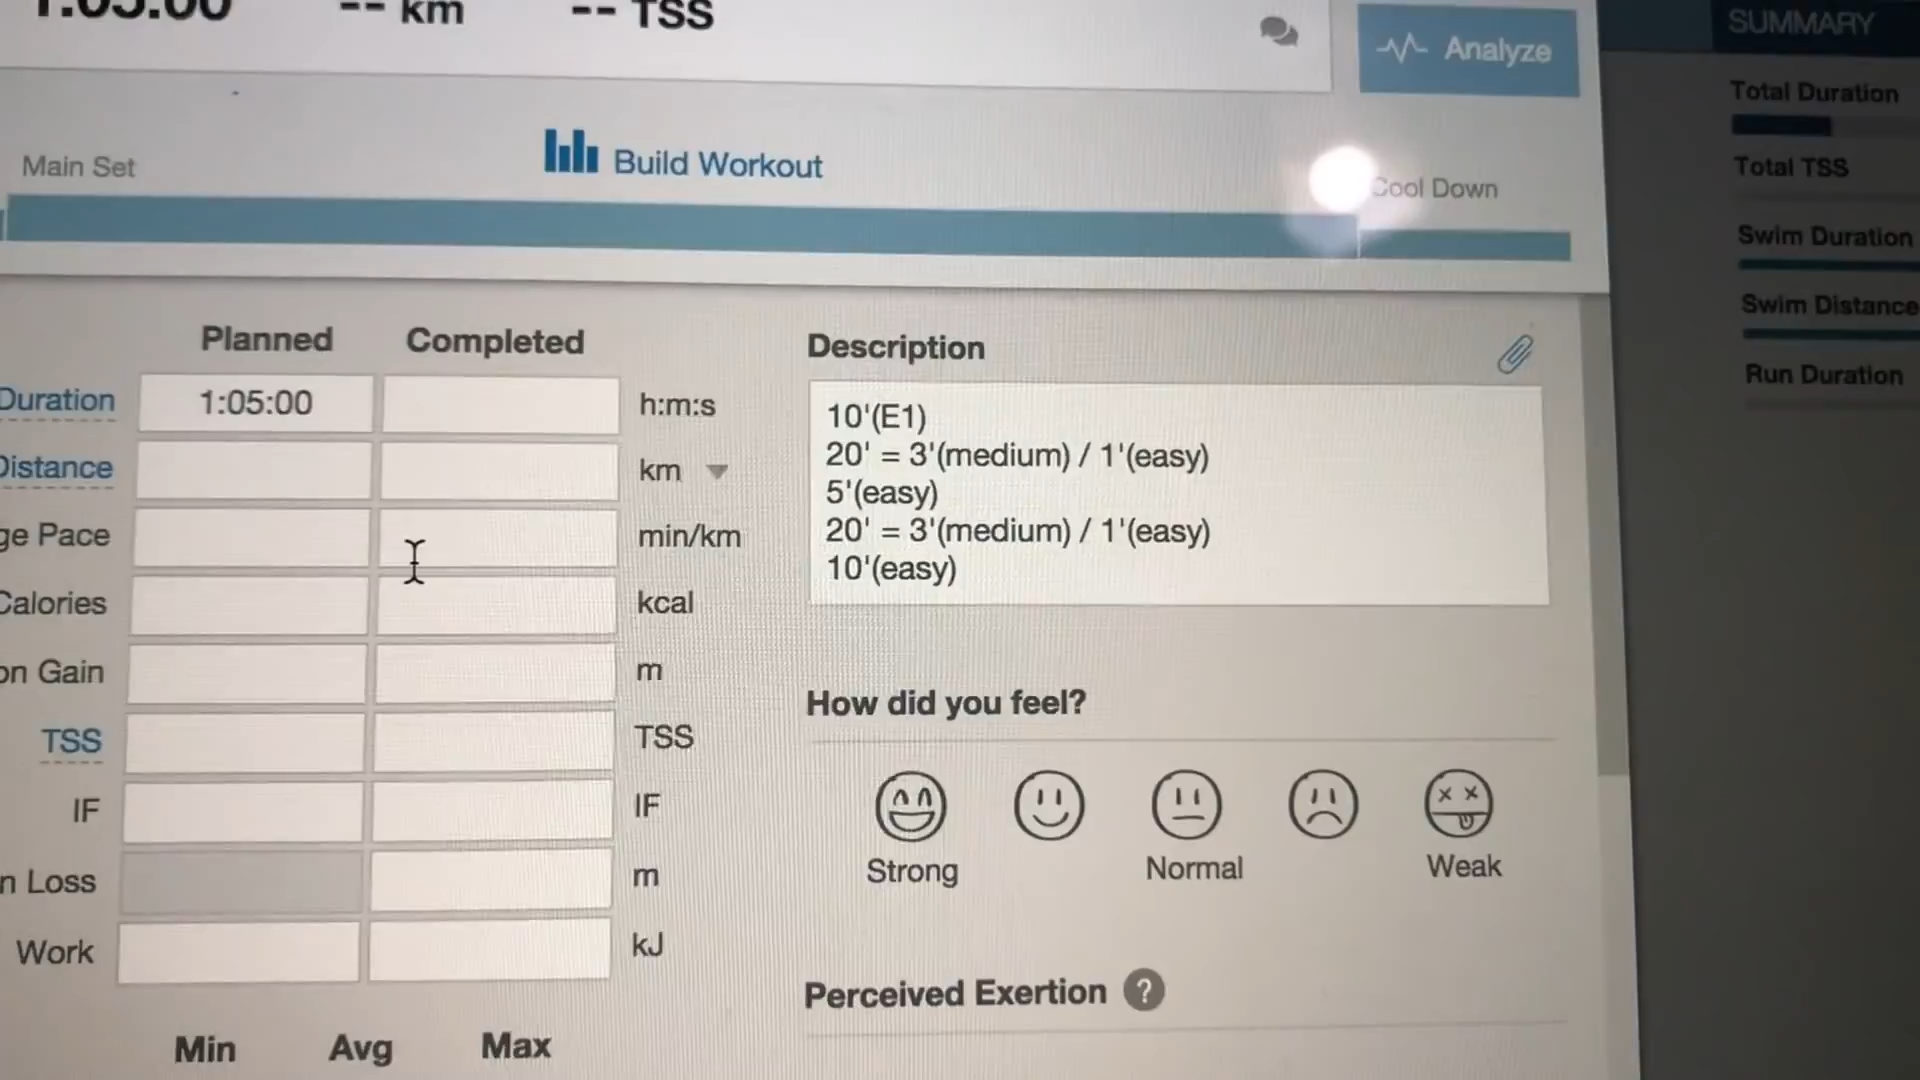 1:05:00 -- km -- TSS
Analyze
SUMMARY
Total Duration
Total TSS
Swim Duration
Swim Distance
Run Duration
Main Set
Build Workout
Cool Down
Planned Completed
Duration 1:05:00 h:m:s
Distance km
ge Pace min/km
Calories kcal
on Gain m
TSS TSS
IF IF
n Loss m
Work kJ
Min Avg Max
Description
10'(E1)
20' = 3'(medium) / 1'(easy)
5'(easy)
20' = 3'(medium) / 1'(easy)
10'(easy)
How did you feel?
Strong Normal Weak
Perceived Exertion ?